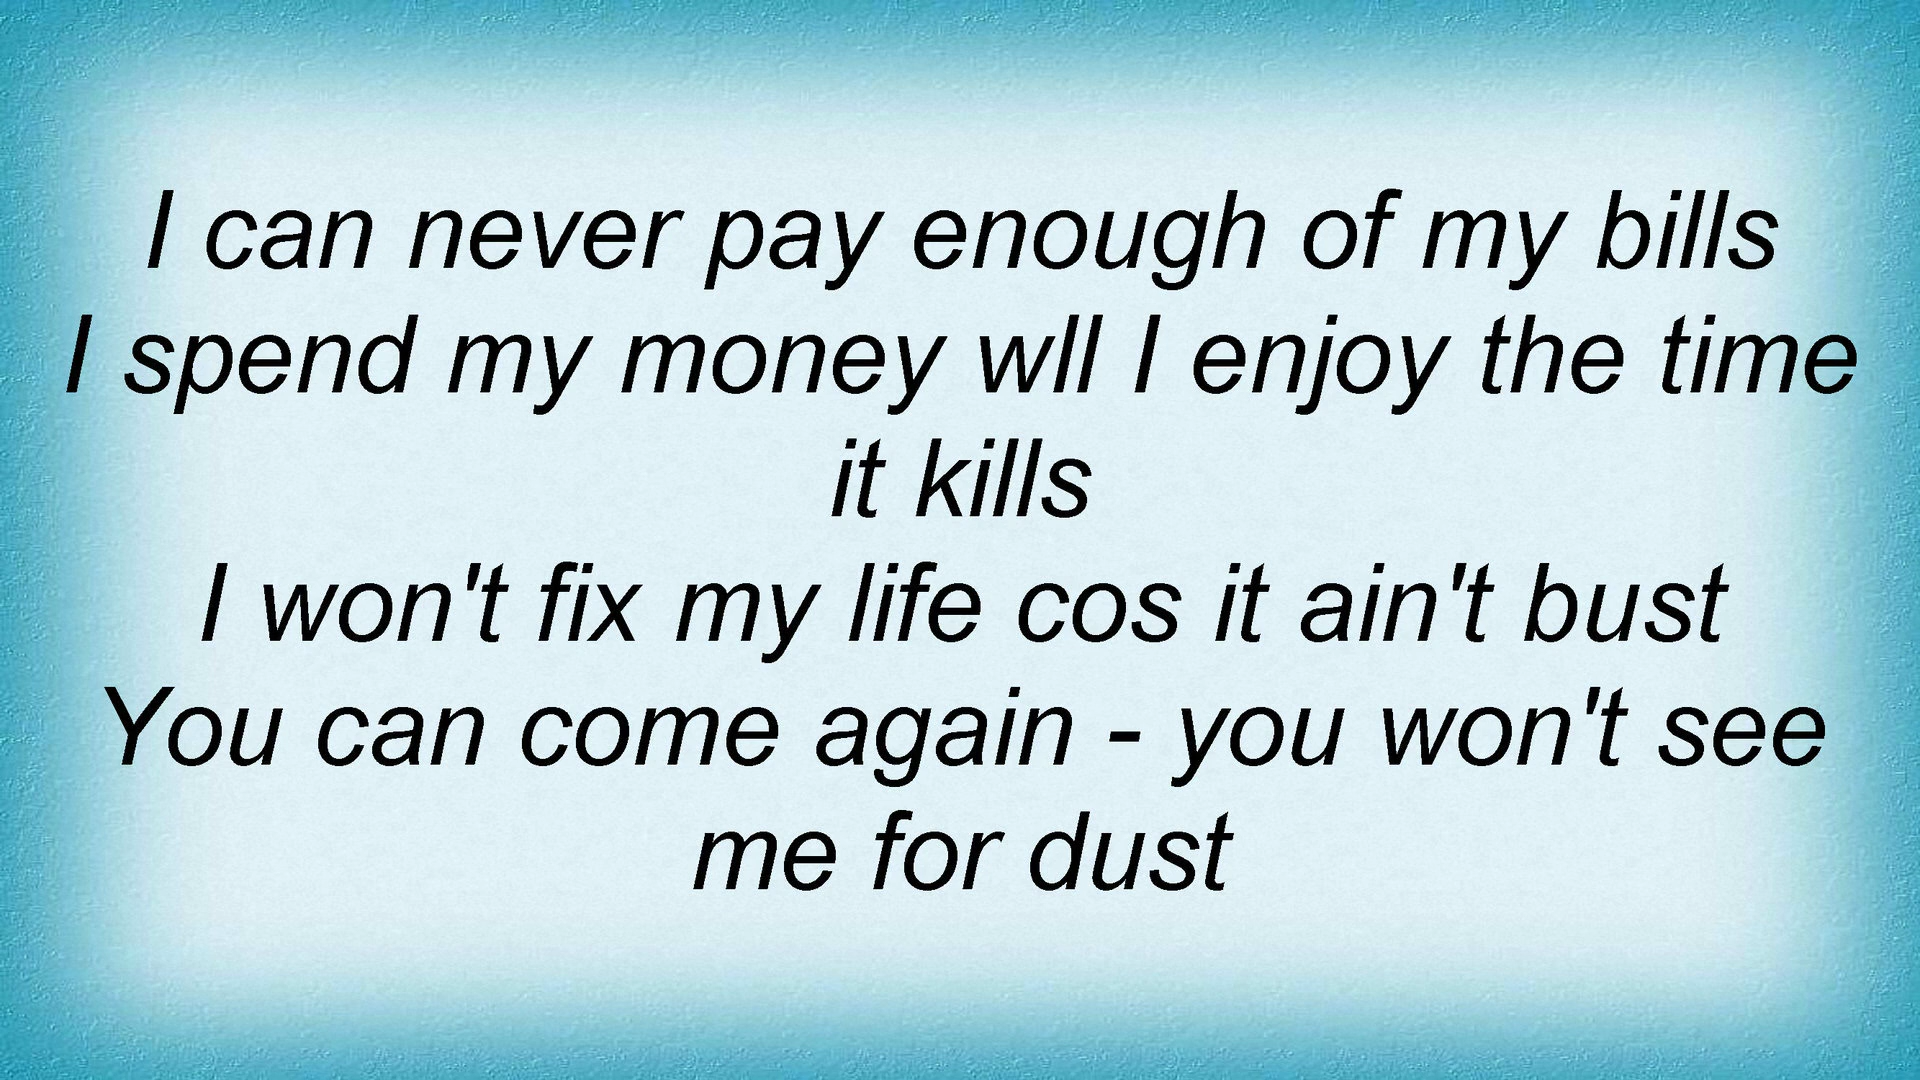 I can never pay enough of my bills
I spend my money wll I enjoy the time
it kills
I won't fix my life cos it ain't bust
You can come again - you won't see
me for dust